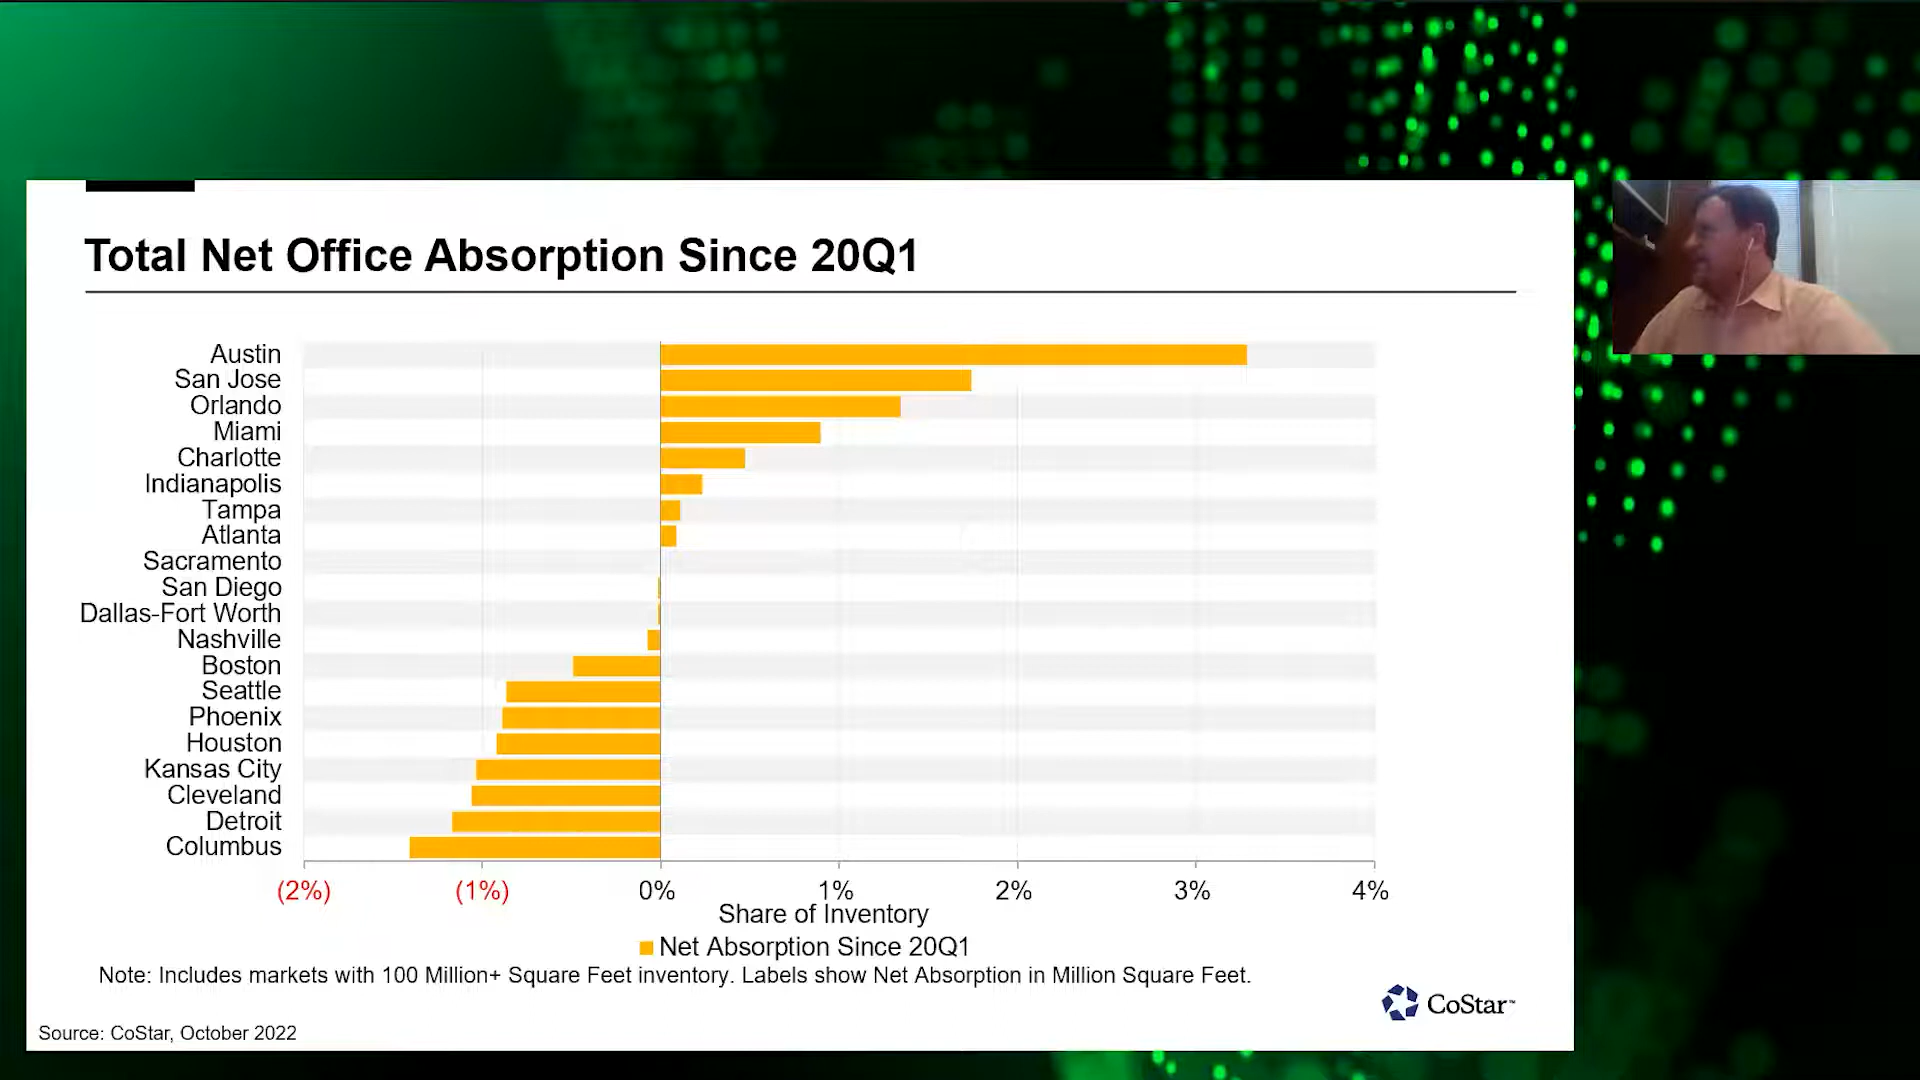 Total Net Office Absorption Since 20Q1
Austin
San Jose
Orlando
Miami
Charlotte
Indianapolis
Tampa
Atlanta
Sacramento
San Diego
Dallas-Fort Worth
Nashville
Boston
Seattle
Phoenix
Houston
Kansas City
Cleveland
Detroit
Columbus
(2%) (1%) 0% 1% 2% 3% 4%
Share of Inventory
Net Absorption Since 20Q1
Note: Includes markets with 100 Million+ Square Feet inventory. Labels show Net Absorption in Million Square Feet.
CoStar™
Source: CoStar, October 2022